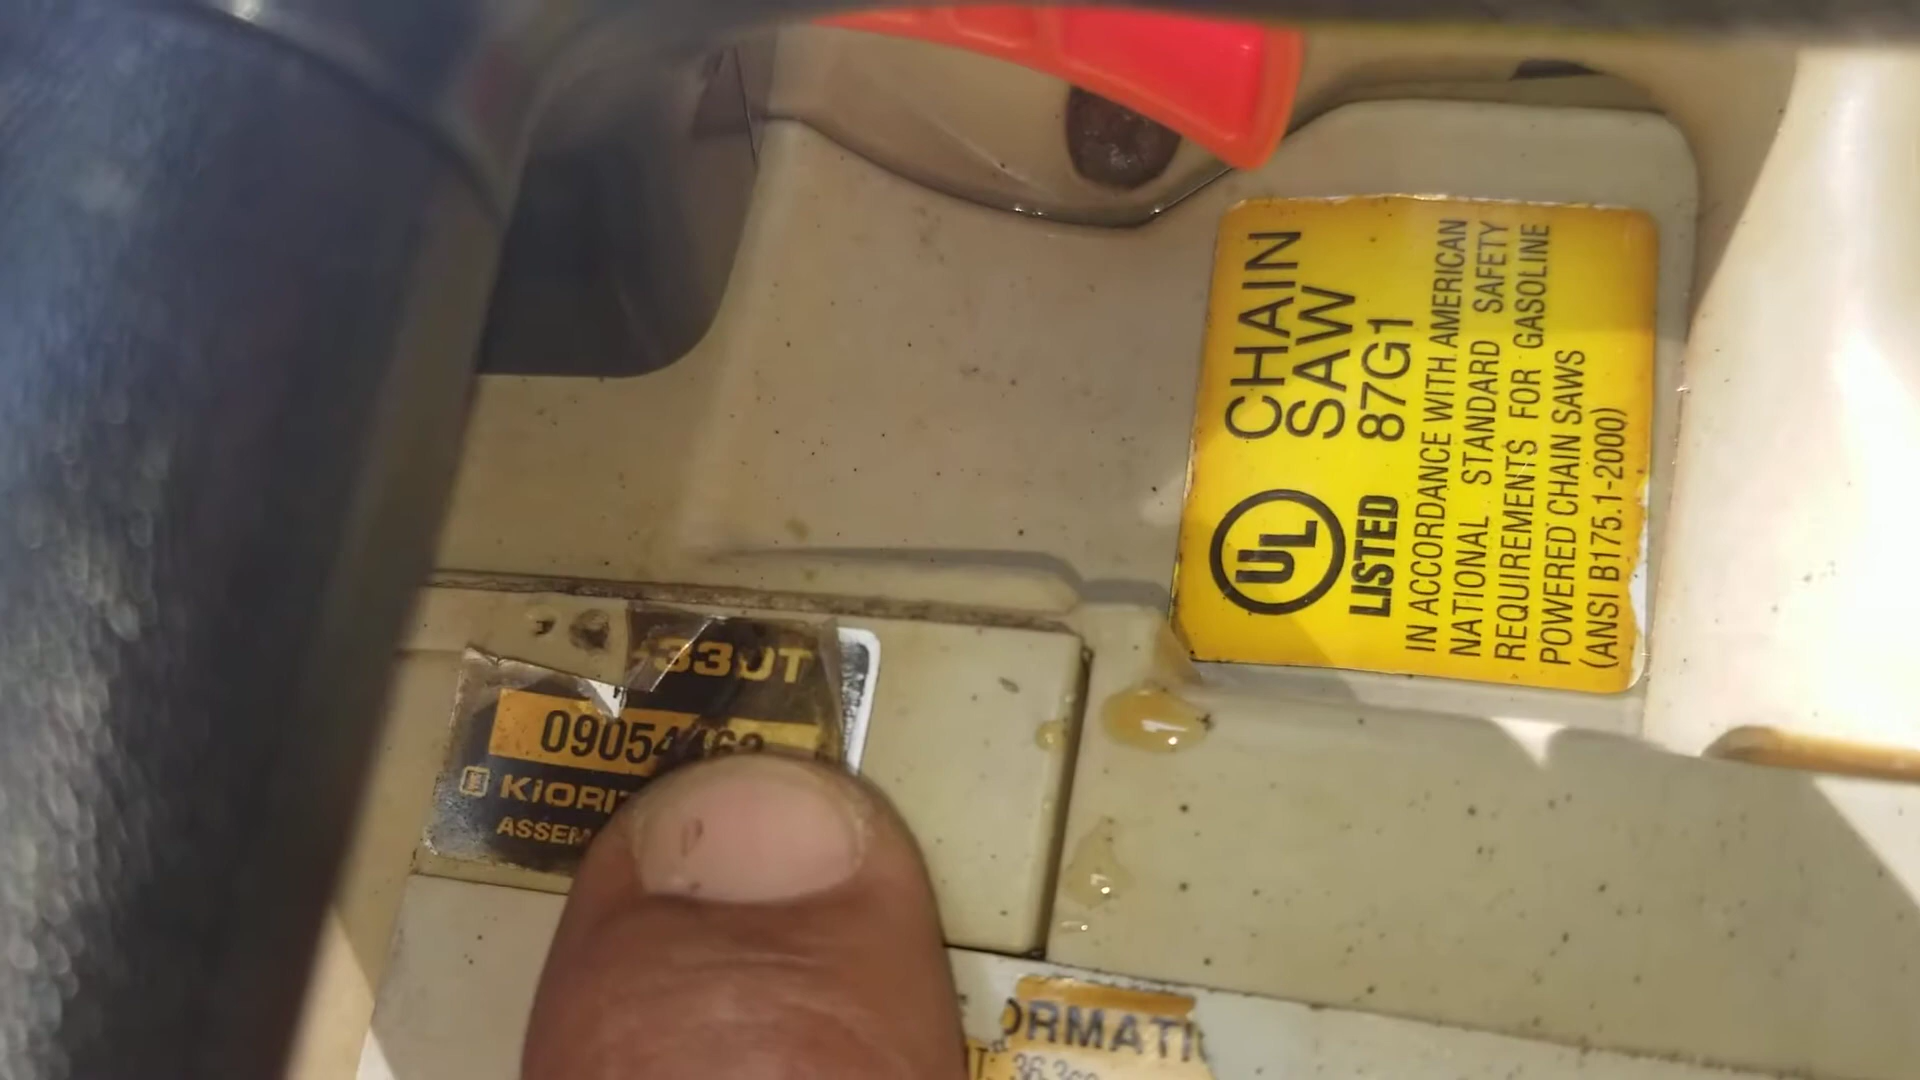 CHAIN
SAW
87G1
UL
LISTED
IN ACCORDANCE WITH AMERICAN
NATIONAL STANDARD SAFETY
REQUIREMENTS FOR GASOLINE
POWERED CHAIN SAWS
(ANSI B175.1-2000)
-330T
KIORIT
ASSEM
ORMATI